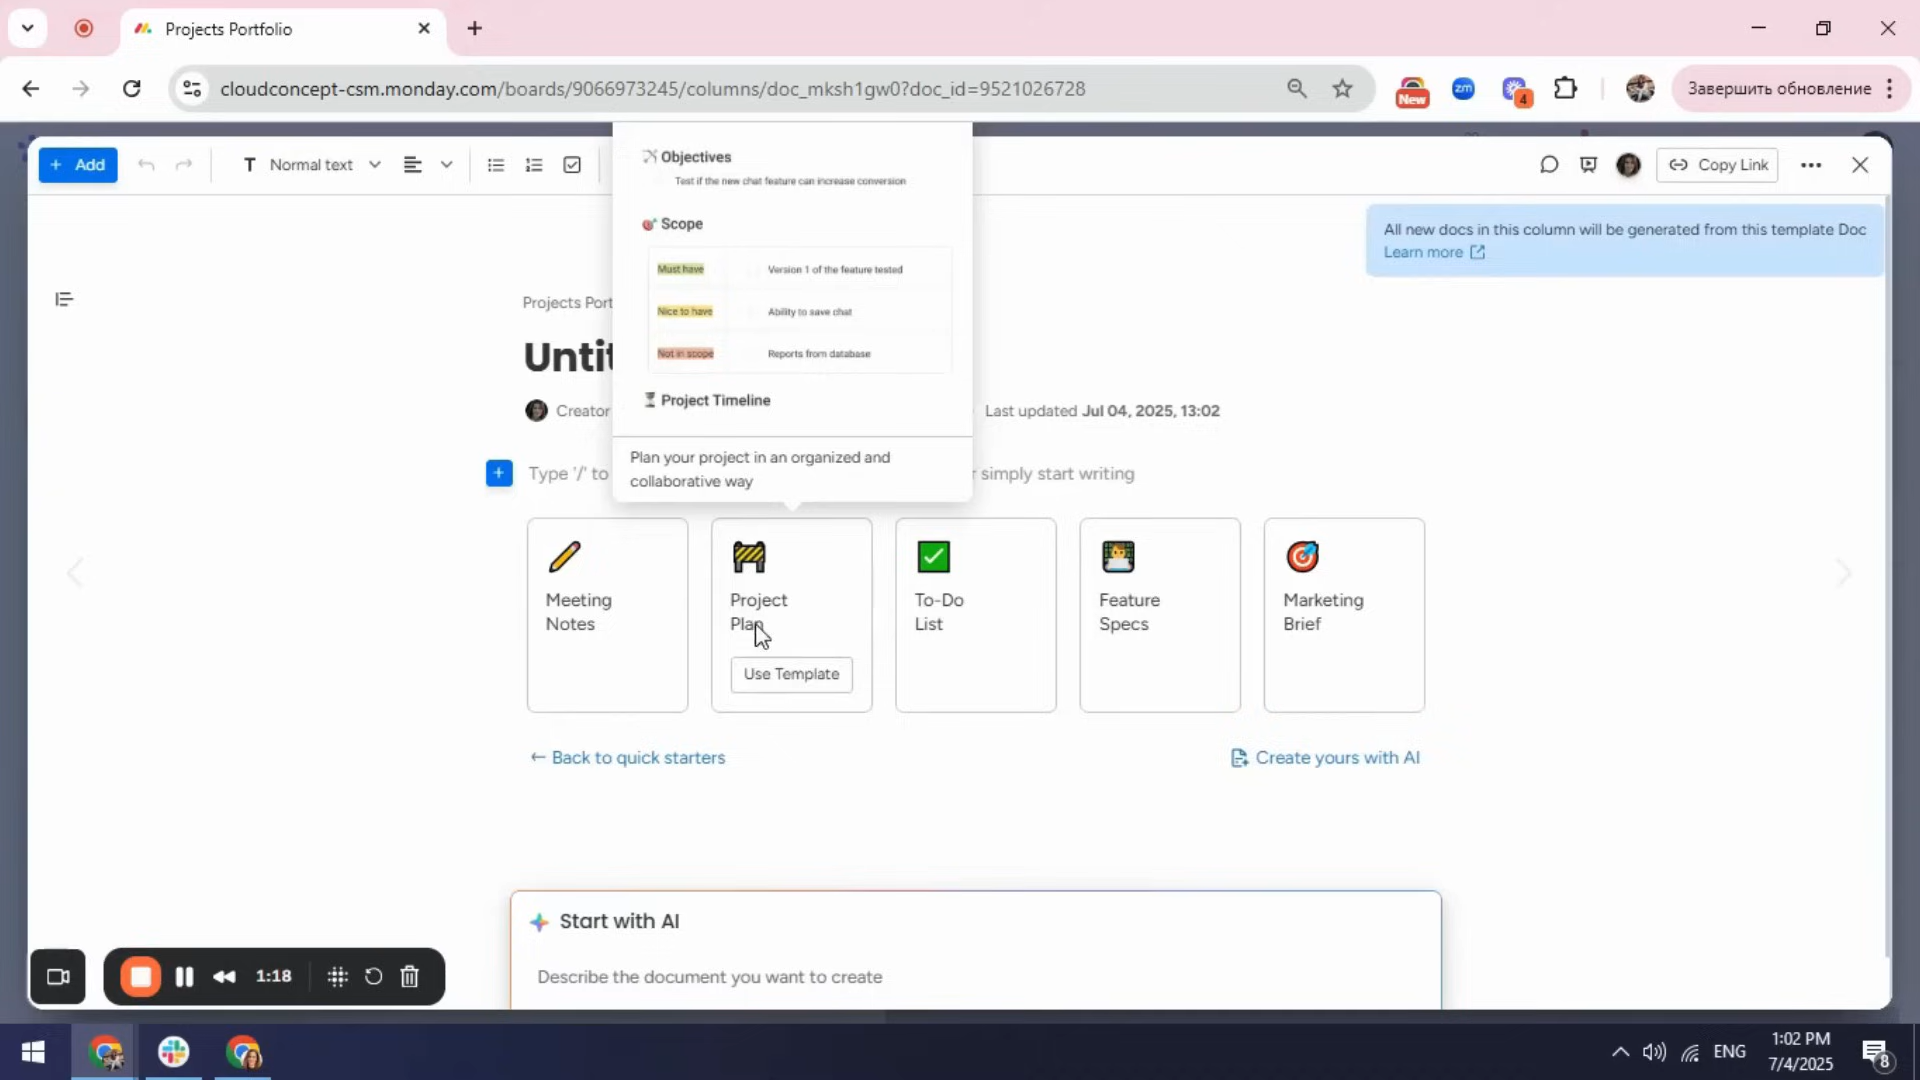 Projects Portfolio
cloudconcept-csm.monday.com/boards/9066973245/columns/doc_mksh1gw0?doc_id=9521026728
New
zm
4
Завершить обновление
+ Add
T Normal text
Copy Link
Objectives
Test if the new chat feature can increase conversion
Scope
Must have Version 1 of the feature tested
Nice to have Ability to save chat
Not in scope Reports from database
Project Timeline
Plan your project in an organized and
collaborative way
All new docs in this column will be generated from this template Doc
Learn more
Projects Port
Untit
Creator
Last updated Jul 04, 2025, 13:02
Type '/' to
simply start writing
Meeting
Notes
Project
Plan
Use Template
To-Do
List
Feature
Specs
Marketing
Brief
← Back to quick starters
Create yours with AI
Start with AI
Describe the document you want to create
1:18
ENG
1:02 PM
7/4/2025
8